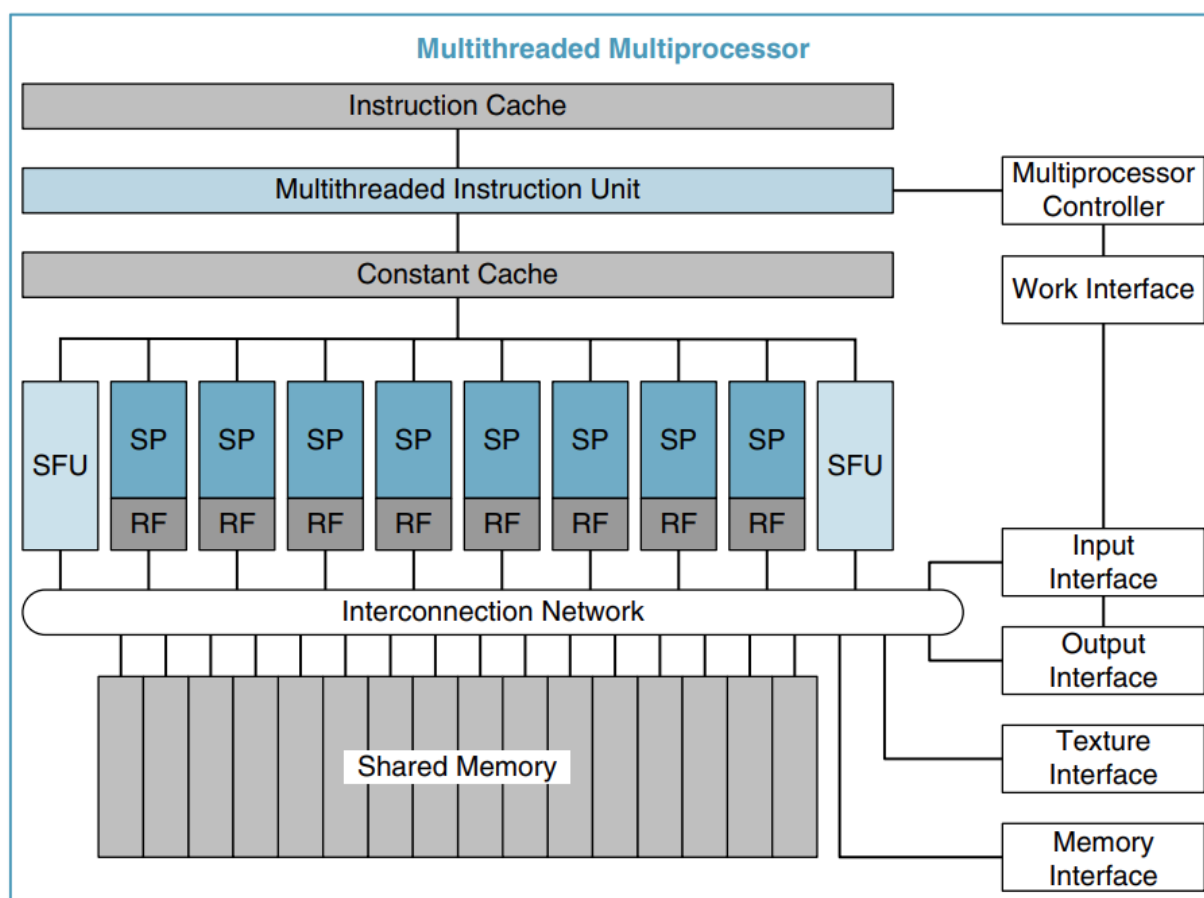 Multithreaded Multiprocessor
Instruction Cache
Multithreaded Instruction Unit
Multiprocessor
Controller
Constant Cache
Work Interface
SFU
SP
SP
SP
SP
SP
SP
SP
SP
SFU
RF
RF
RF
RF
RF
RF
RF
RF
Input
Interface
Interconnection Network
Output
Interface
Shared Memory
Texture
Interface
Memory
Interface